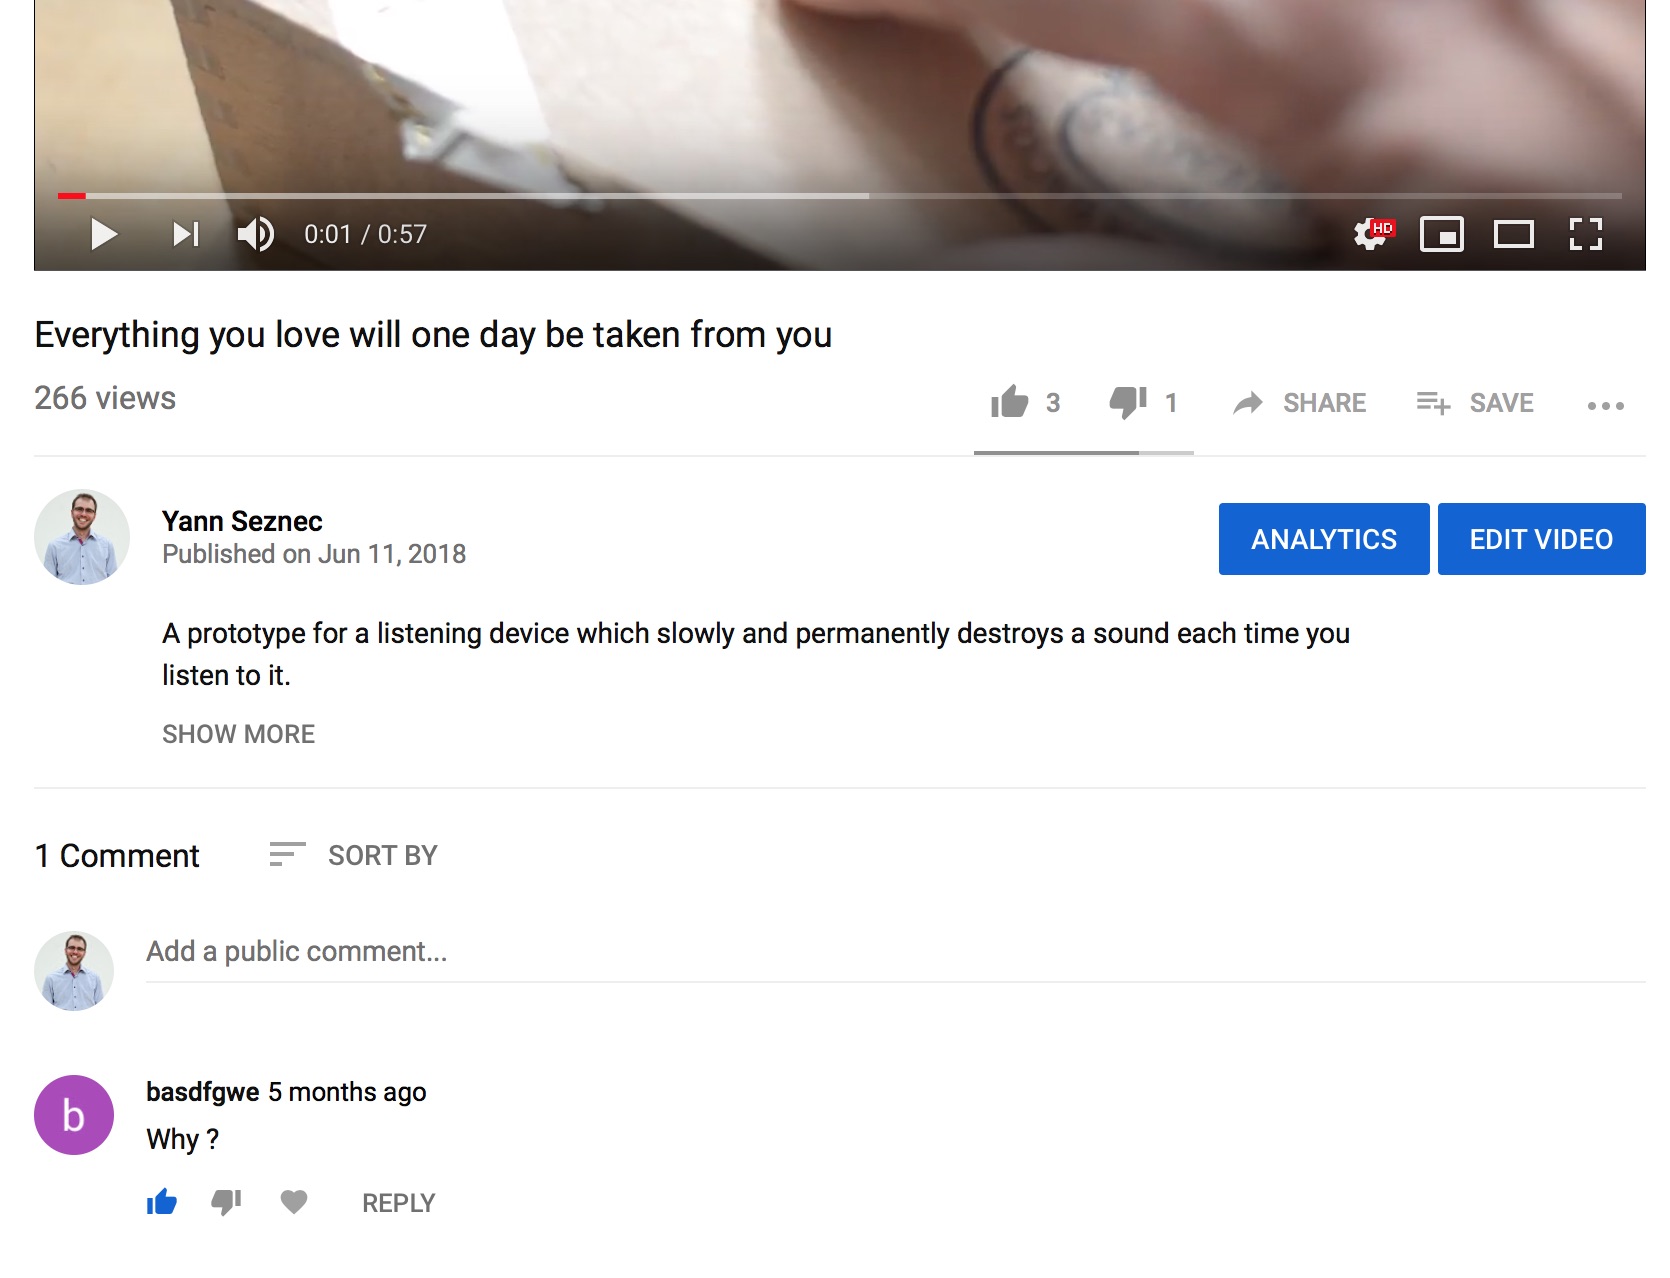 0:01 / 0:57
HD
Everything you love will one day be taken from you
266 views
3
1
SHARE
SAVE
Yann Seznec
Published on Jun 11, 2018
ANALYTICS
EDIT VIDEO
A prototype for a listening device which slowly and permanently destroys a sound each time you
listen to it.
SHOW MORE
1 Comment
SORT BY
Add a public comment...
b
basdfgwe 5 months ago
Why ?
REPLY